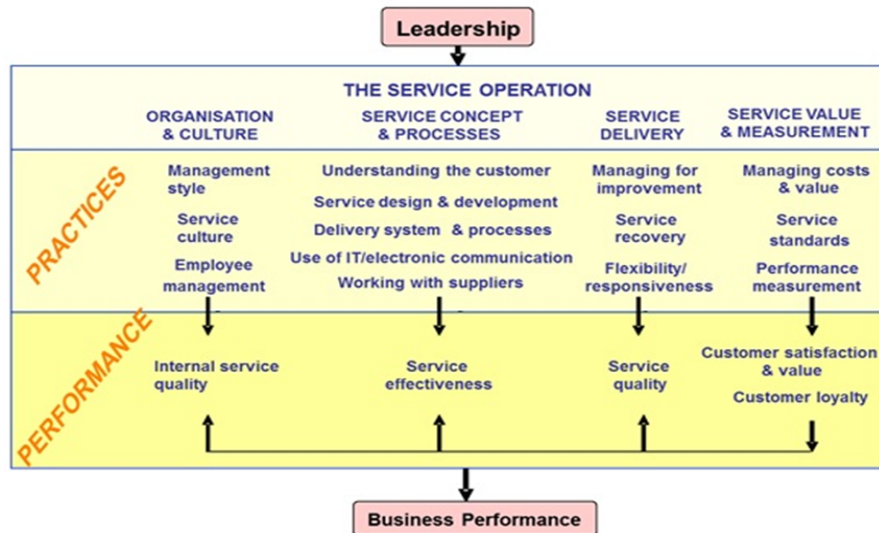 Leadership
THE SERVICE OPERATION
ORGANISATION
& CULTURE
SERVICE CONCEPT
& PROCESSES
SERVICE
DELIVERY
SERVICE VALUE
& MEASUREMENT
PRACTICES
Management
style
Service
culture
Employee
management
Understanding the customer
Service design & development
Delivery system & processes
Use of IT/electronic communication
Working with suppliers
Managing for
improvement
Service
recovery
Flexibility/
responsiveness
Managing costs
& value
Service
standards
Performance
measurement
PERFORMANCE
Internal service
quality
Service
effectiveness
Service
quality
Customer satisfaction
& value
Customer loyalty
Business Performance